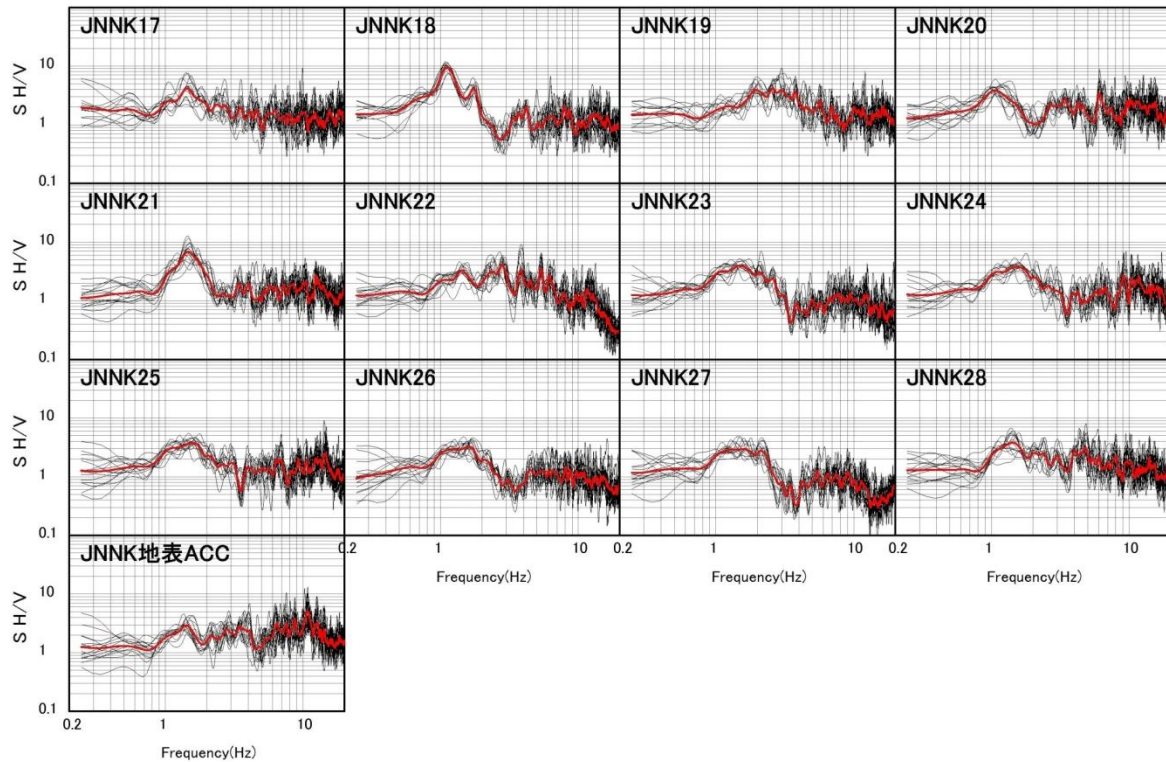 JNNK17 JNNK18 JNNK19 JNNK20
S H/V
10
1
0.1
JNNK21 JNNK22 JNNK23 JNNK24
S H/V
10
1
0.1
JNNK25 JNNK26 JNNK27 JNNK28
S H/V
10
1
0.1
0.2 1 10 0.2 1 10 0.2 1 10
Frequency(Hz) Frequency(Hz) Frequency(Hz)
JNNK地表ACC
S H/V
10
1
0.1
0.2 1 10
Frequency(Hz)